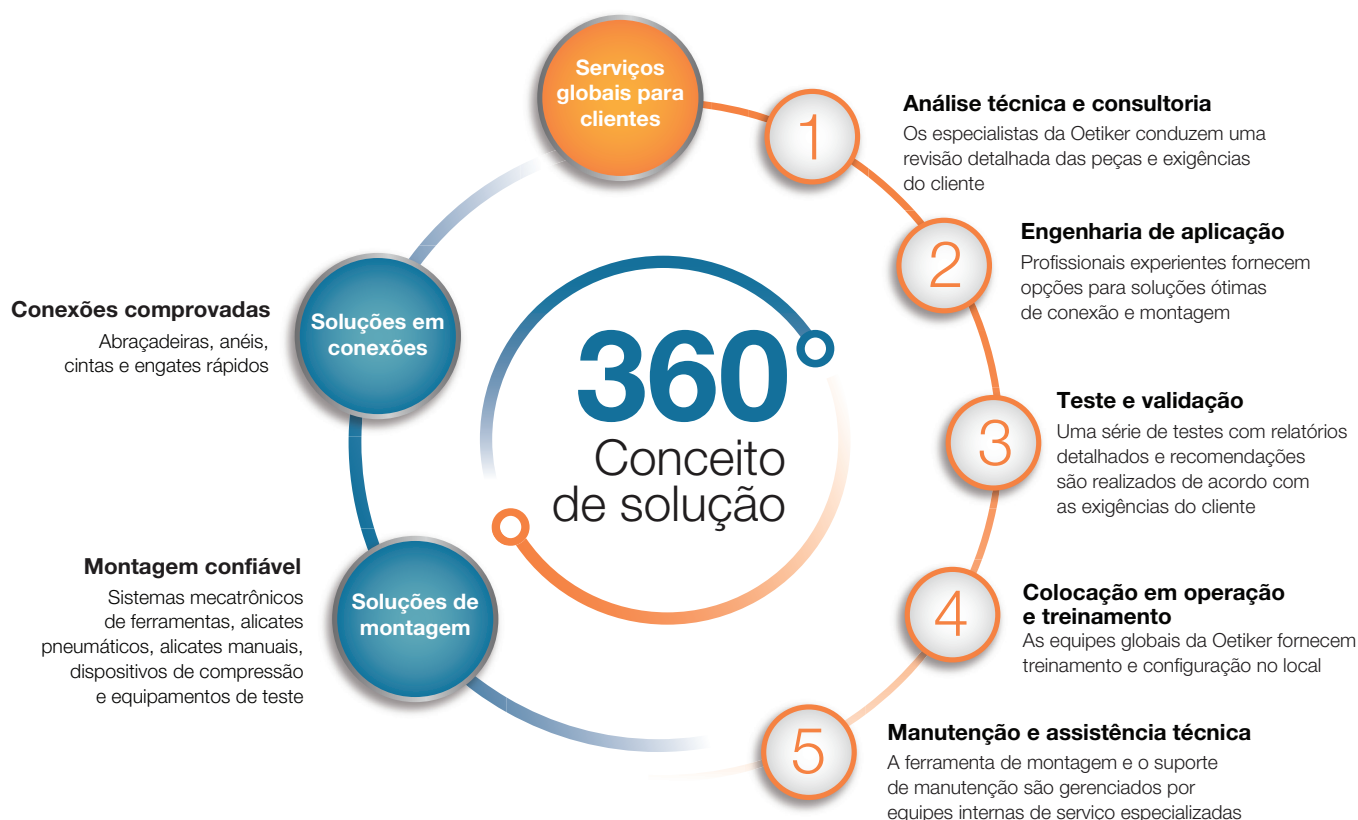 Serviços
globais para
clientes
1
Análise técnica e consultoria
Os especialistas da Oetiker conduzem uma
revisão detalhada das peças e exigências
do cliente
2
Engenharia de aplicação
Profissionais experientes fornecem
opções para soluções ótimas
de conexão e montagem
3
Teste e validação
Uma série de testes com relatórios
detalhados e recomendações
são realizados de acordo com
as exigências do cliente
4
Colocação em operação
e treinamento
As equipes globais da Oetiker fornecem
treinamento e configuração no local
5
Manutenção e assistência técnica
A ferramenta de montagem e o suporte
de manutenção são gerenciados por
equipes internas de serviço especializadas
Conexões comprovadas
Abraçadeiras, anéis,
cintas e engates rápidos
Soluções em
conexões
360°
Conceito
de solução
Montagem confiável
Sistemas mecatrônicos
de ferramentas, alicates
pneumáticos, alicates manuais,
dispositivos de compressão
e equipamentos de teste
Soluções de
montagem